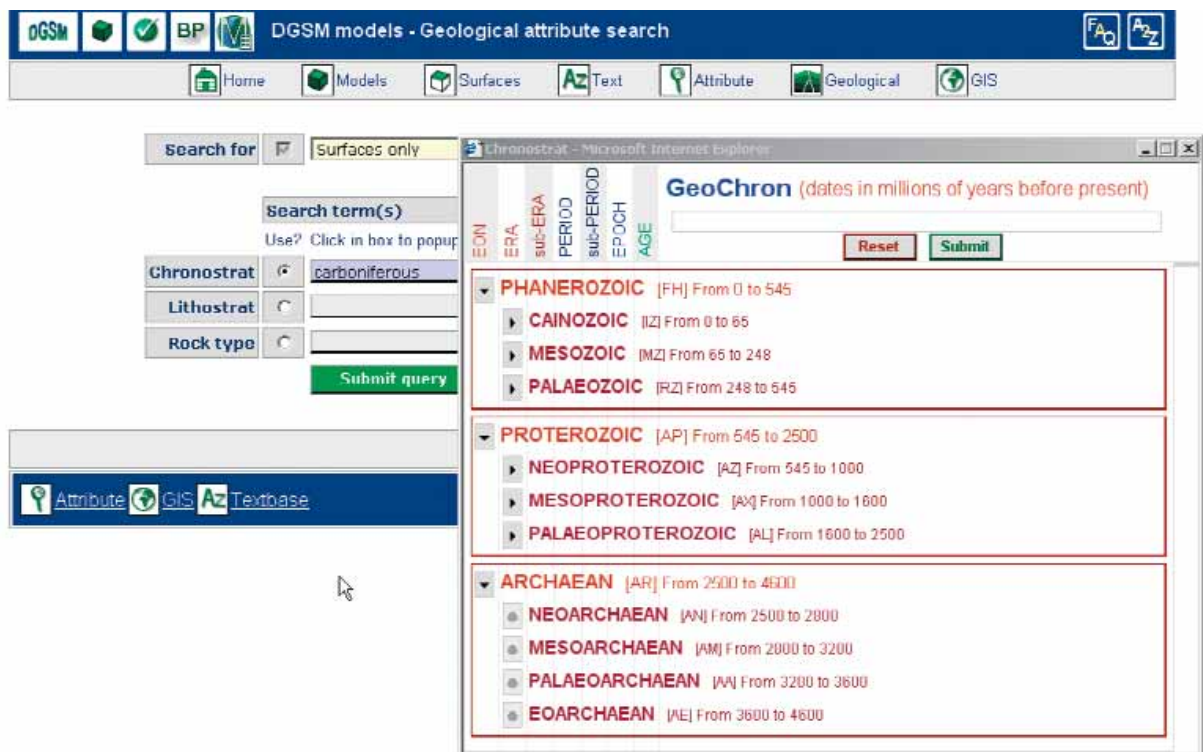 DGSM BP DGSM models - Geological attribute search FAQ A2Z
Home Models Surfaces AZ Text Attribute Geological GIS
Search for Surfaces only
Search term(s)
Use? Click in box to popup
Chronostrat carboniferous
Lithostrat
Rock type
Submit query
Attribute GIS AZ Textbase
Chronostrat - Microsoft Internet Explorer
EON
ERA
sub-ERA
PERIOD
sub-PERIOD
EPOCH
AGE
GeoChron (dates in millions of years before present)
Reset Submit
PHANEROZOIC [FH] From 0 to 545
CAINOZOIC [IZ] From 0 to 65
MESOZOIC [MZ] From 65 to 248
PALAEOZOIC [RZ] From 248 to 545
PROTEROZOIC [AP] From 545 to 2500
NEOPROTEROZOIC [AZ] From 545 to 1000
MESOPROTEROZOIC [AX] From 1000 to 1600
PALAEOPROTEROZOIC [AL] From 1600 to 2500
ARCHAEAN [AR] From 2500 to 4600
NEOARCHAEAN [AN] From 2500 to 2800
MESOARCHAEAN [AM] From 2800 to 3200
PALAEOARCHAEAN [AA] From 3200 to 3600
EOARCHAEAN [AE] From 3600 to 4600